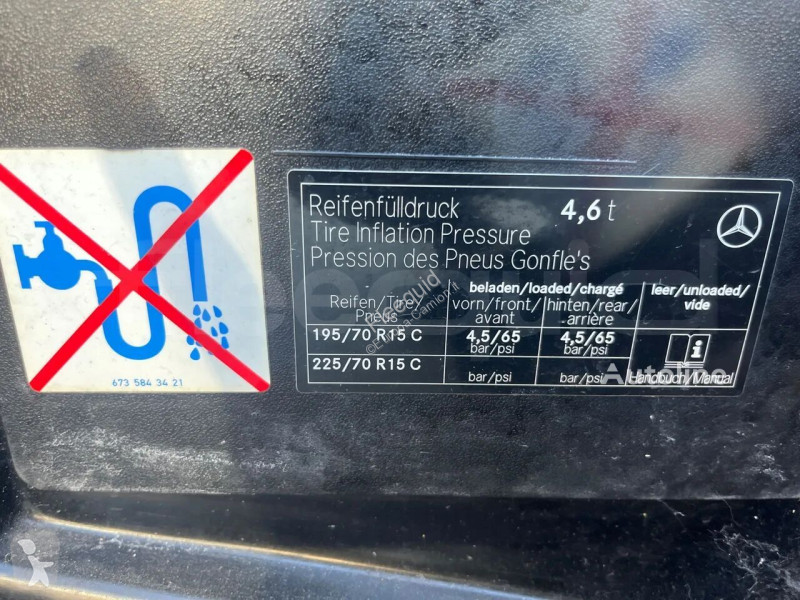 Reifenfülldruck 4,6 t
Tire Inflation Pressure
Pression des Pneus Gonfle's
beladen/loaded/chargé leer/unloaded/
Reifen/Tire/ vorn/front/ hinten/rear/ vide
Pneus avant arrière
195/70 R15 C 4,5/65 4,5/65
bar/psi bar/psi
225/70 R15 C
bar/psi bar/psi Handbuch/Manual
673 584 34 21
Autoline